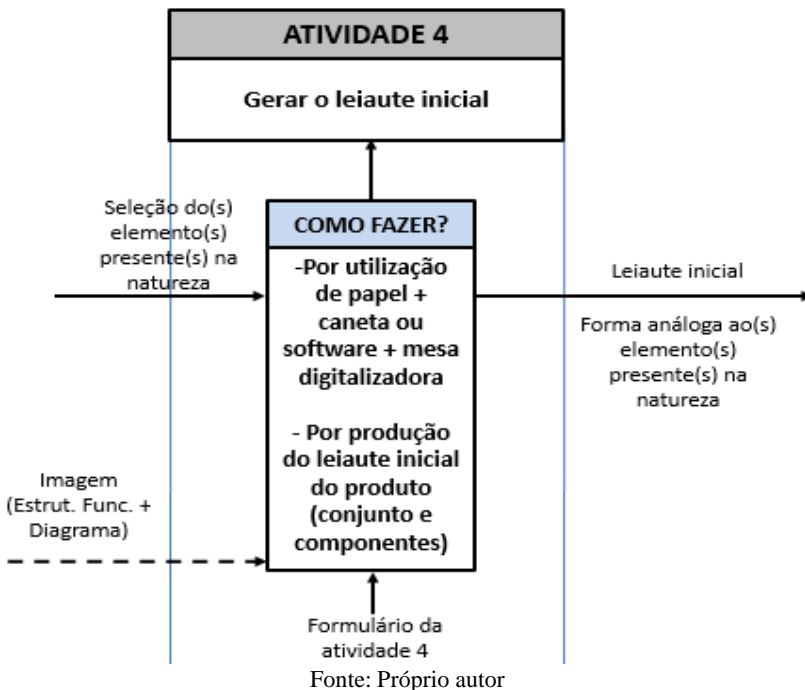 ATIVIDADE 4
Gerar o leiaute inicial
Seleção do(s)
elemento(s)
presente(s) na
natureza
COMO FAZER?
-Por utilização
de papel +
caneta ou
software + mesa
digitalizadora
- Por produção
do leiaute inicial
do produto
(conjunto e
componentes)
Leiaute inicial
Forma análoga ao(s)
elemento(s)
presente(s) na
natureza
Imagem
(Estrut. Func. +
Diagrama)
Formulário da
atividade 4
Fonte: Próprio autor